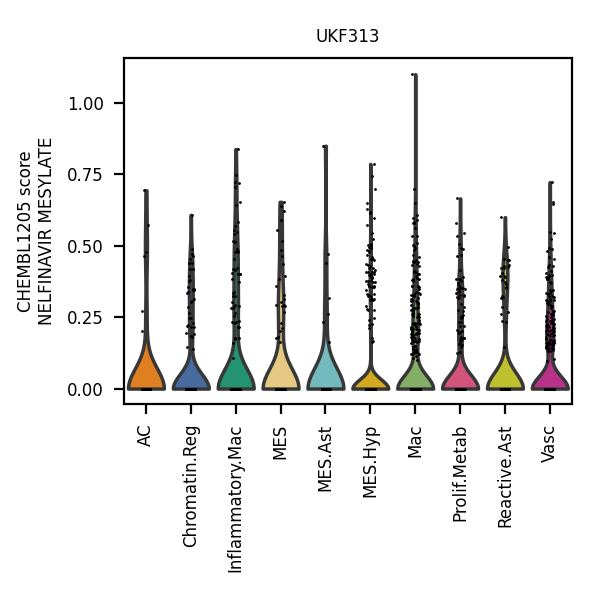 UKF313
CHEMBL1205 score
NELFINAVIR MESYLATE
1.00
0.75
0.50
0.25
0.00
AC
Chromatin.Reg
Inflammatory.Mac
MES
MES.Ast
MES.Hyp
Mac
Prolif.Metab
Reactive.Ast
Vasc